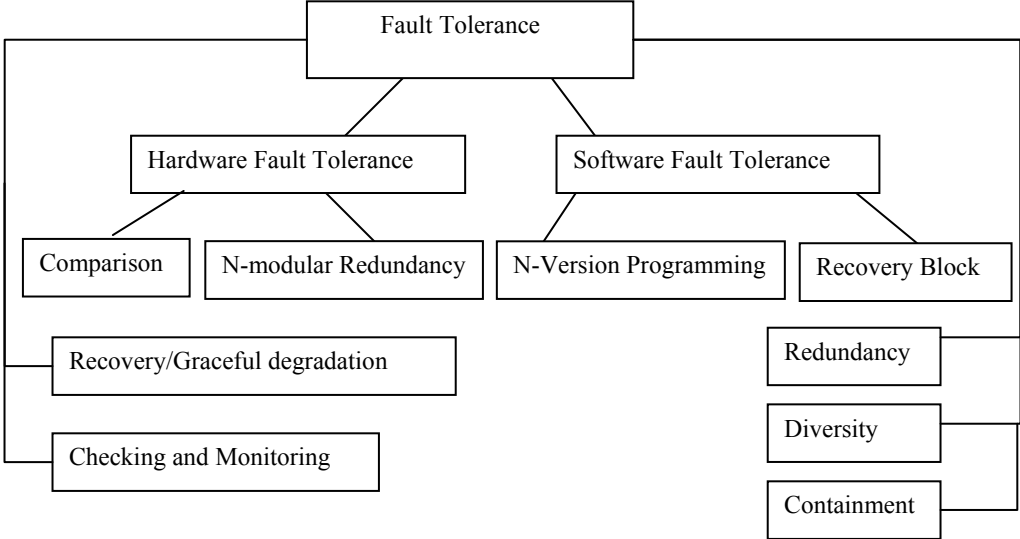 Fault Tolerance
Hardware Fault Tolerance
Software Fault Tolerance
Comparison
N-modular Redundancy
N-Version Programming
Recovery Block
Recovery/Graceful degradation
Redundancy
Diversity
Checking and Monitoring
Containment